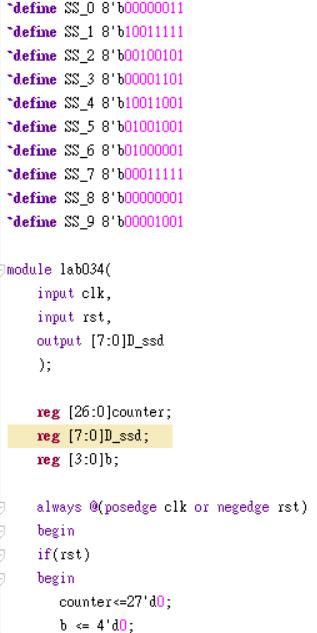 `define SS_0 8'b00000011
`define SS_1 8'b10011111
`define SS_2 8'b00100101
`define SS_3 8'b00001101
`define SS_4 8'b10011001
`define SS_5 8'b01001001
`define SS_6 8'b01000001
`define SS_7 8'b00011111
`define SS_8 8'b00000001
`define SS_9 8'b00001001
module lab034(
input clk,
input rst,
output [7:0]D_ssd
);
reg [26:0]counter;
reg [7:0]D_ssd;
reg [3:0]b;
always @(posedge clk or negedge rst)
begin
if(rst)
begin
counter<=27'd0;
b <= 4'd0;